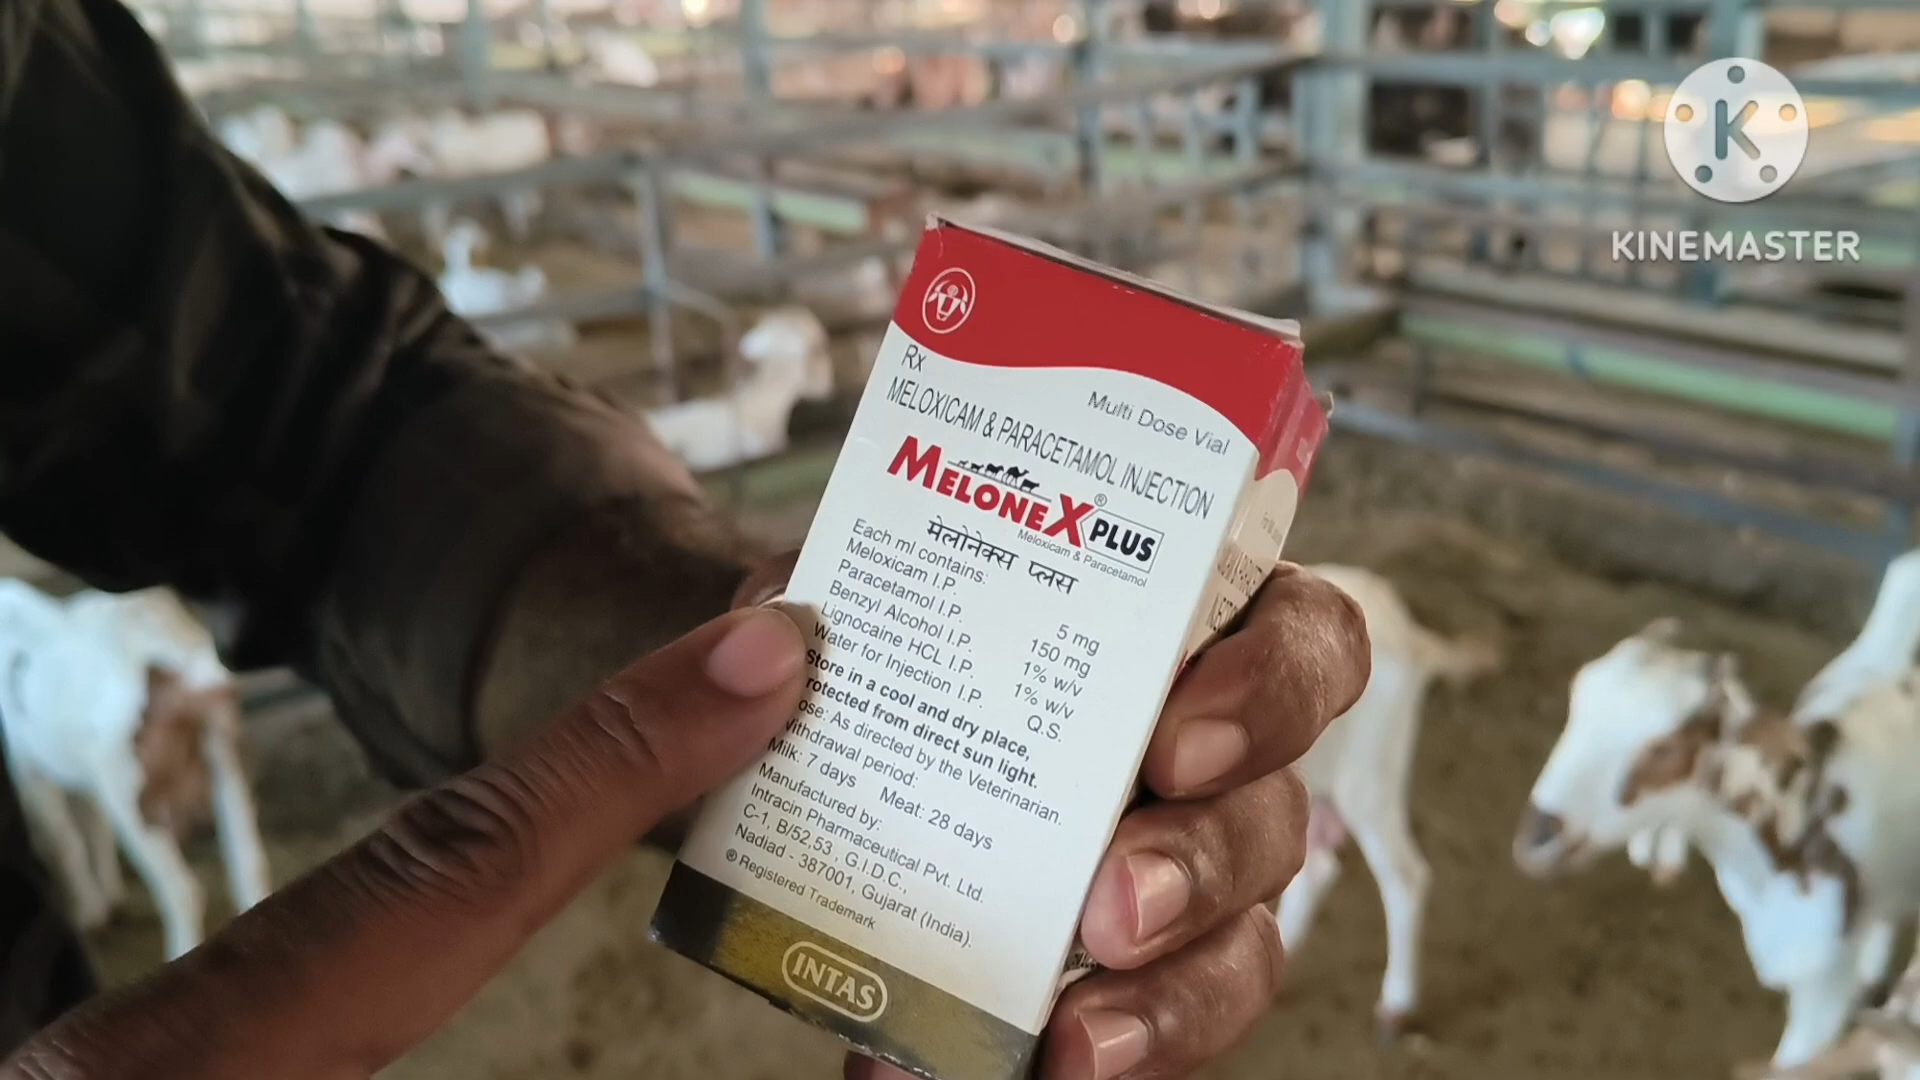 KINEMASTER
Rx
Multi Dose Vial
MELOXICAM & PARACETAMOL INJECTION
MELONEX® PLUS
Meloxicam & Paracetamol
मेलोनेक्स प्लस
Each ml contains:
Meloxicam I.P. 5 mg
Paracetamol I.P. 150 mg
Benzyl Alcohol I.P. 1% w/v
Lignocaine HCL I.P. 1% w/v
Water for Injection I.P. Q.S.
Store in a cool and dry place,
rotected from direct sun light.
ose: As directed by the Veterinarian.
Withdrawal period:
Milk: 7 days Meat: 28 days
Manufactured by:
Intracin Pharmaceutical Pvt. Ltd.
C-1, B/52,53, G.I.D.C.,
Nadiad - 387001, Gujarat (India).
® Registered Trademark
INTAS